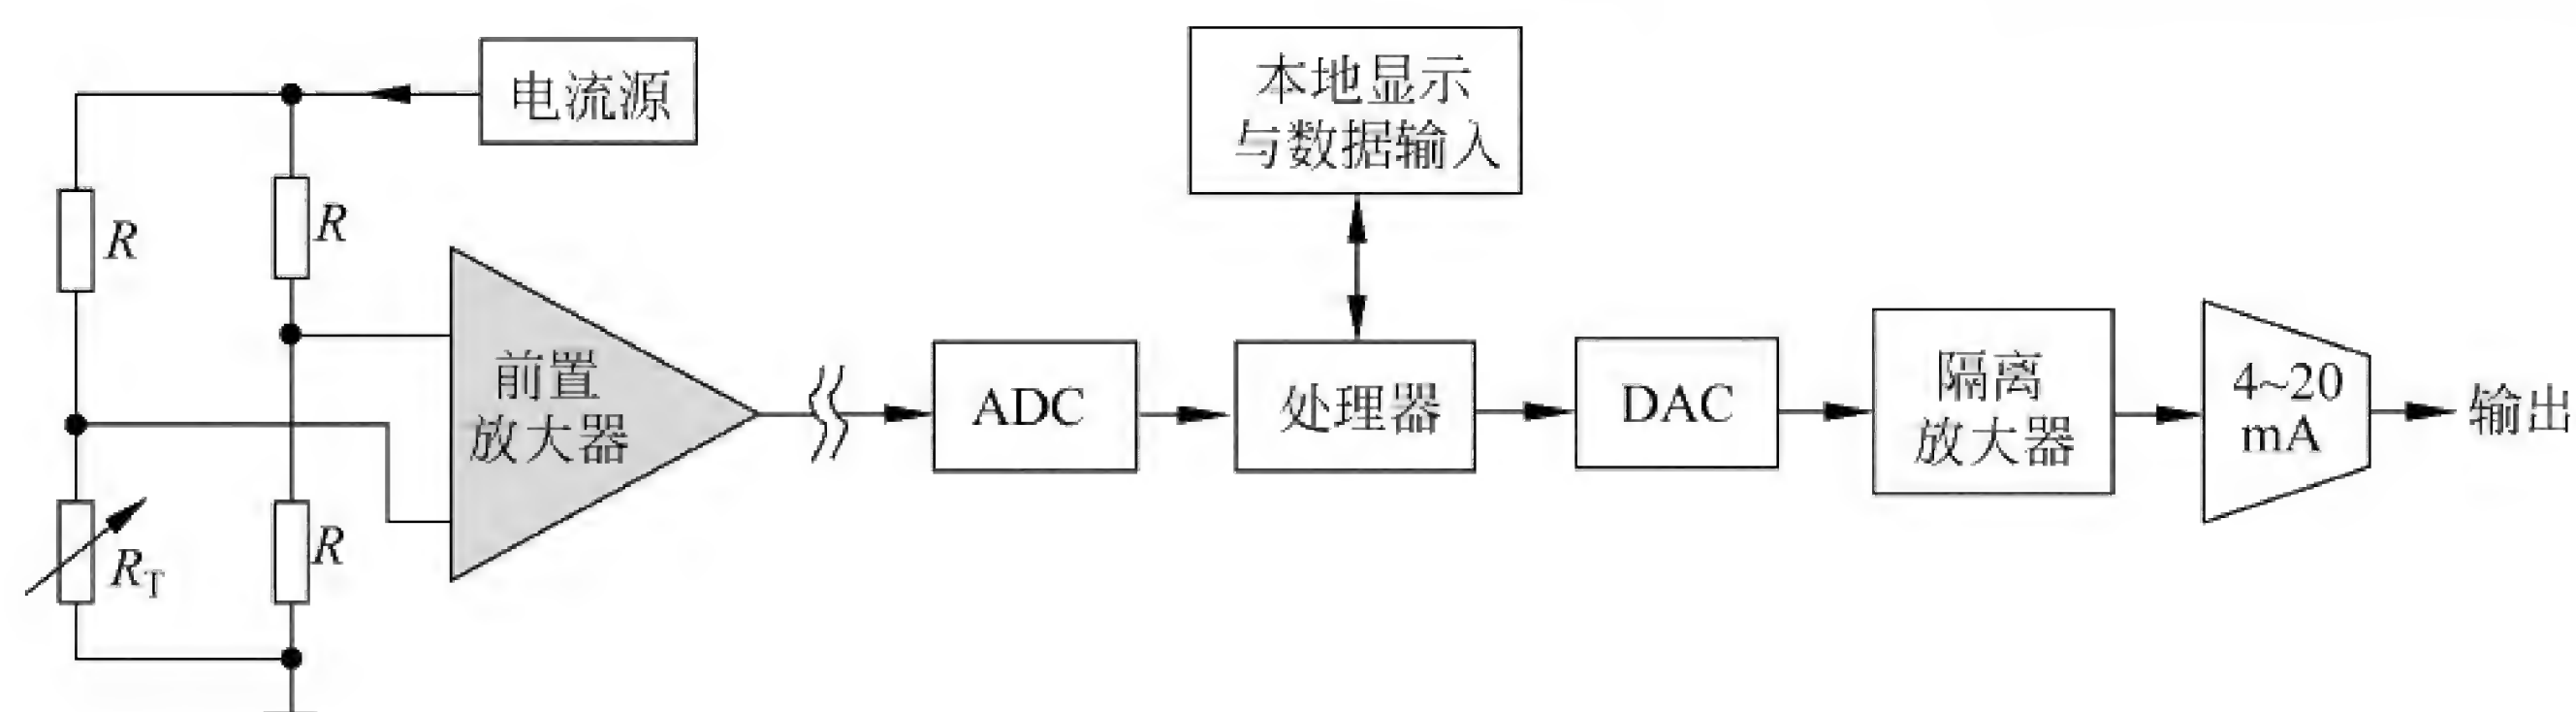 电流源
本地显示
与数据输入
R
R
前置
放大器
ADC
处理器
DAC
隔离
放大器
4~20
mA
输出
R
R_T